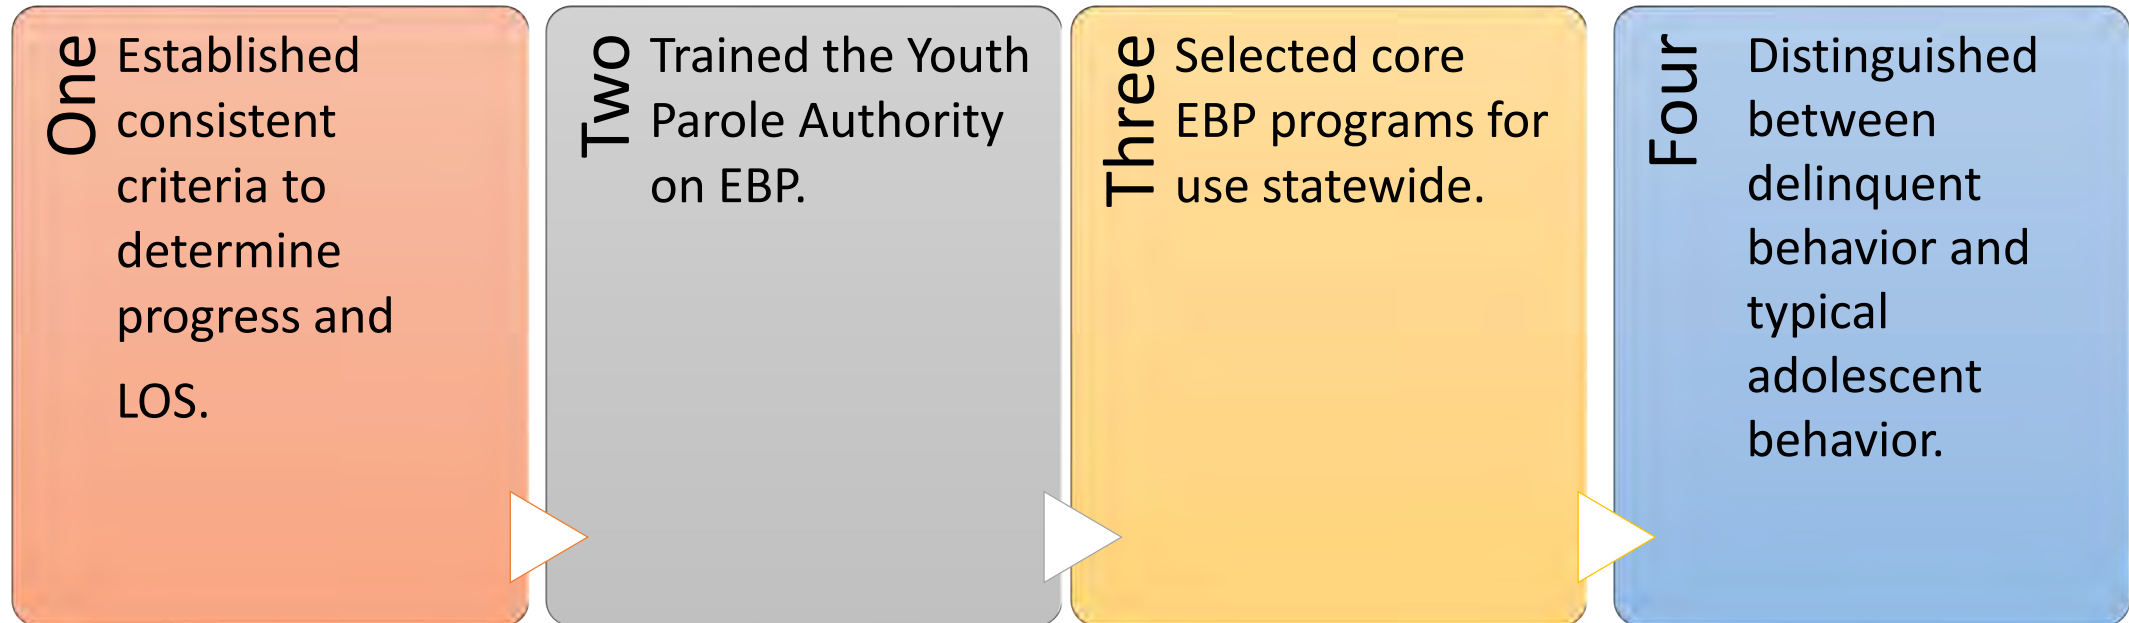 One
Established
consistent
criteria to
determine
progress and
LOS.
Two
Trained the Youth
Parole Authority
on EBP.
Three
Selected core
EBP programs for
use statewide.
Four
Distinguished
between
delinquent
behavior and
typical
adolescent
behavior.